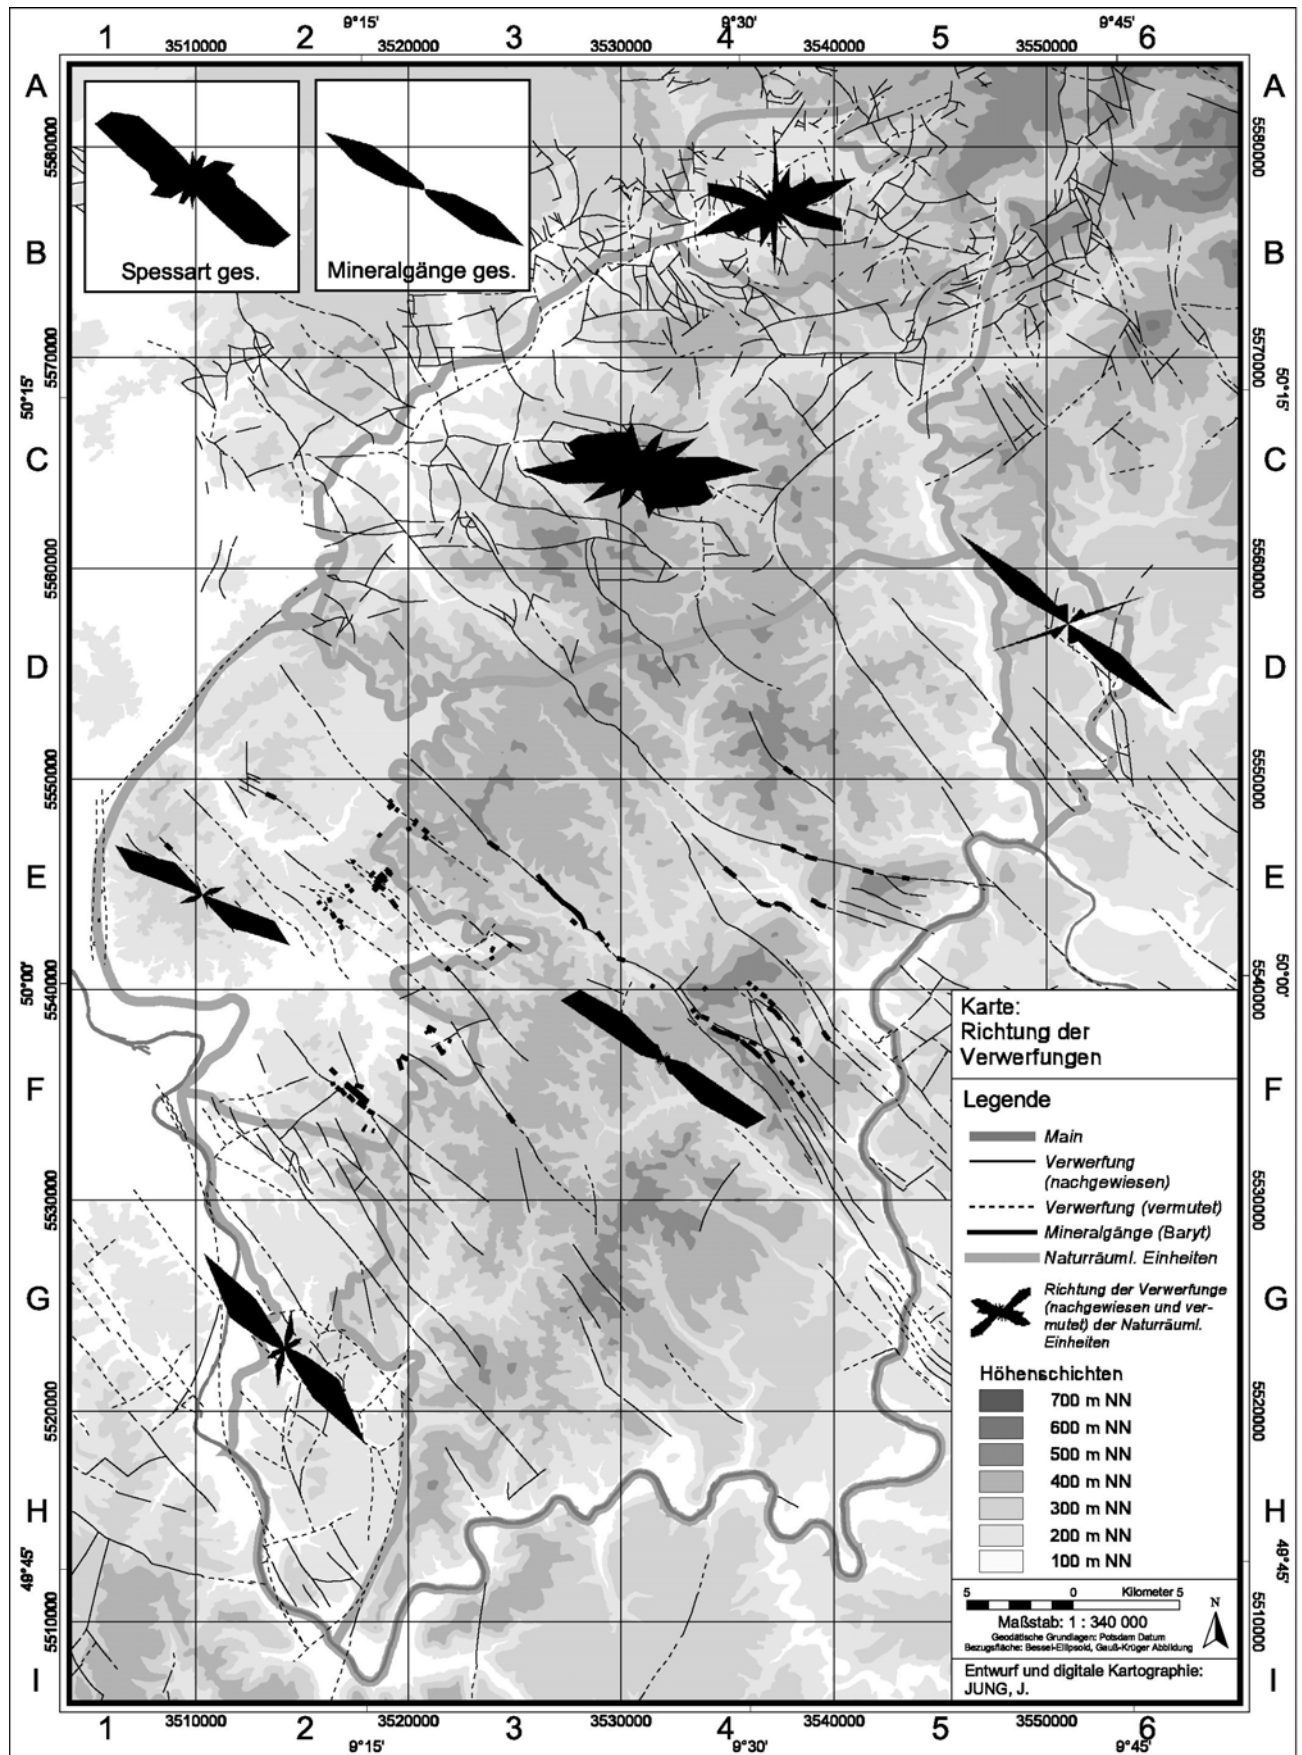 9°15' 9°30' 9°45'
1 3510000 2 3520000 3 3530000 4 3540000 5 3550000 6
A A
5580000 5580000
B B
Spessart ges. Mineralgänge ges.
5570000 5570000
50°15' 50°15'
C C
5580000 5560000
D D
5550000 5550000
E E
50°00' 50°00'
5540000 5540000
Karte:
Richtung der
Verwerfungen
F F
Legende
Main
Verwerfung
(nachgewiesen)
Verwerfung (vermutet)
Mineralgänge (Baryt)
Naturräuml. Einheiten
5530000 5530000
G G
Richtung der Verwerfunge
(nachgewiesen und ver-
mutet) der Naturräuml.
Einheiten
Höhenschichten
700 m NN
600 m NN
500 m NN
400 m NN
300 m NN
200 m NN
100 m NN
5520000 5520000
H H
49°45' 49°45'
5 0 Kilometer 5
N
Maßstab: 1 : 340 000
Geodätische Grundlagen: Potsdam Datum
Bezugsfläche: Bessel-Ellipsoid, Gauß-Krüger Abbildung
5510000 5510000
Entwurf und digitale Kartographie:
JUNG, J.
I I
1 3510000 2 3520000 3 3530000 4 3540000 5 3550000 6
9°15' 9°30' 9°45'